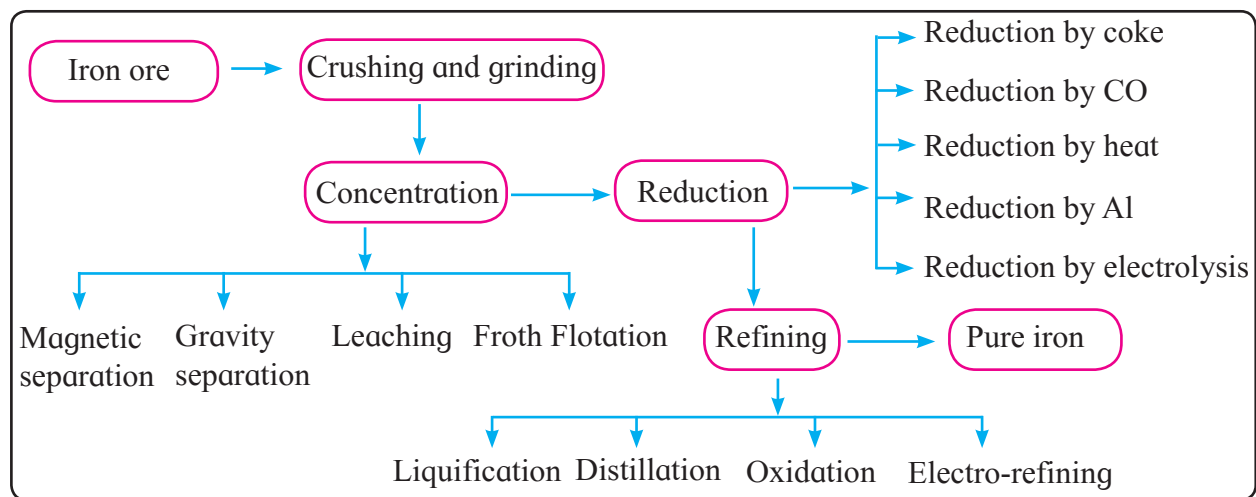 Iron ore
Crushing and grinding
Reduction by coke
Reduction by CO
Reduction by heat
Reduction by Al
Reduction by electrolysis
Concentration
Reduction
Magnetic
separation
Gravity
separation
Leaching
Froth Flotation
Refining
Pure iron
Liquification
Distillation
Oxidation
Electro-refining